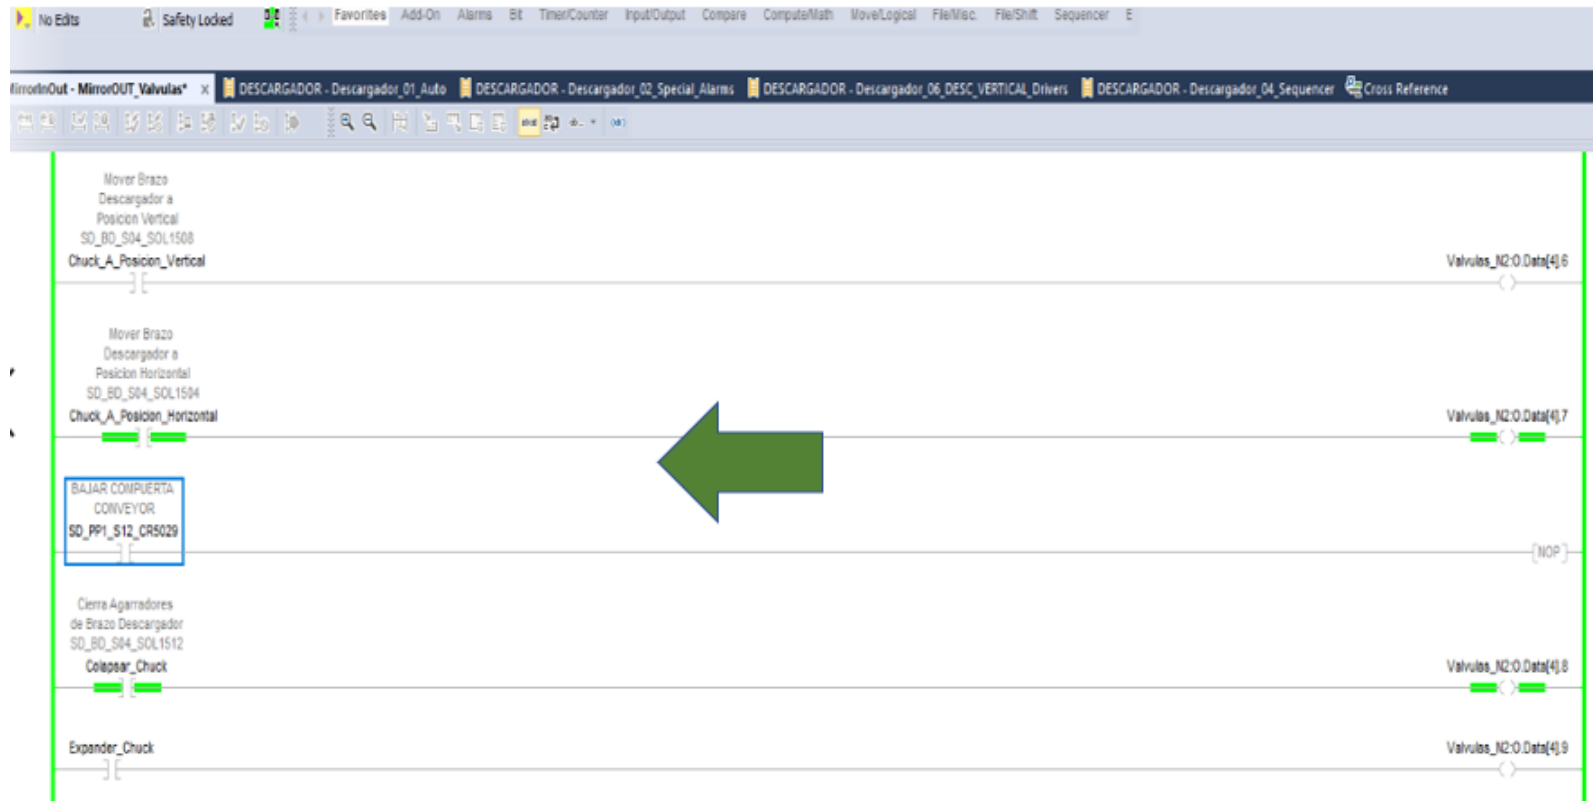 No Edits Safety Locked Favorites Add-On Alarms Bit Timer/Counter Input/Output Compare Compute/Math Move/Logical File/Misc. File/Shift Sequencer E
MirrorInOut - MirrorOUT_Valvulas* × DESCARGADOR - Descargador_01_Auto DESCARGADOR - Descargador_02_Special_Alarms DESCARGADOR - Descargador_06_DESC_VERTICAL_Drivers DESCARGADOR - Descargador_04_Sequencer Cross Reference
Mover Brazo
Descargador a
Posicion Vertical
SD_BD_S04_SOL1508
Chuck_A_Posicion_Vertical Valvulas_N2:O.Data[4].6
Mover Brazo
Descargador a
Posicion Horizontal
SD_BD_S04_SOL1504
Chuck_A_Posicion_Horizontal Valvulas_N2:O.Data[4].7
BAJAR COMPUERTA
CONVEYOR
SD_PP1_S12_CR5029
NOP
Cierra Agarradores
de Brazo Descargador
SD_BD_S04_SOL1512
Colapsar_Chuck Valvulas_N2:O.Data[4].8
Expander_Chuck Valvulas_N2:O.Data[4].9